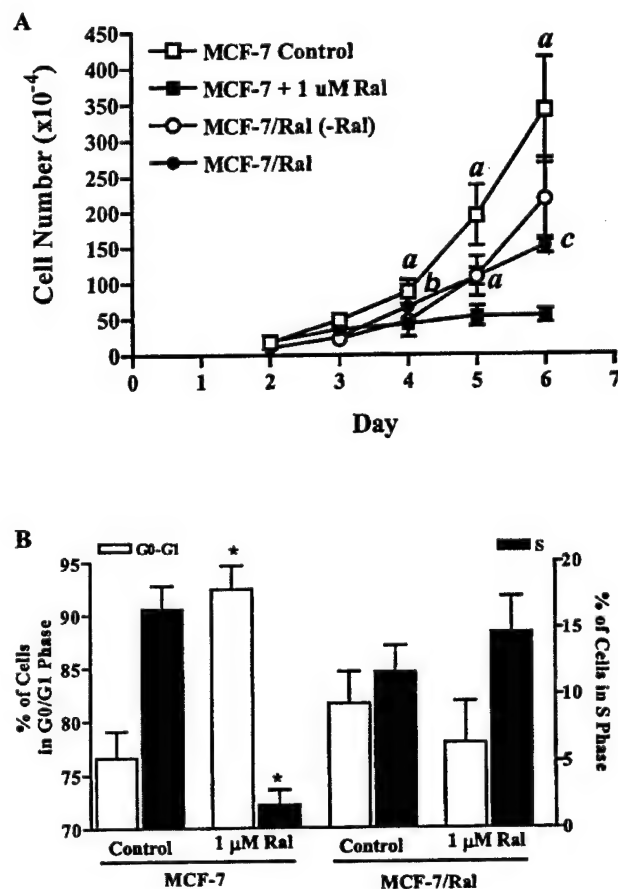 A
Cell Number (x10⁻⁴)
450
400
350
300
250
200
150
100
50
0
MCF-7 Control
MCF-7 + 1 uM Ral
MCF-7/Ral (-Ral)
MCF-7/Ral
a
a
a
b
a
c
0 1 2 3 4 5 6 7
Day
B
G0-G1
S
% of Cells
in G0/G1 Phase
95
90
85
80
75
70
*
*
20
15
10
5
0
% of Cells in S Phase
Control 1 μM Ral Control 1 μM Ral
MCF-7 MCF-7/Ral